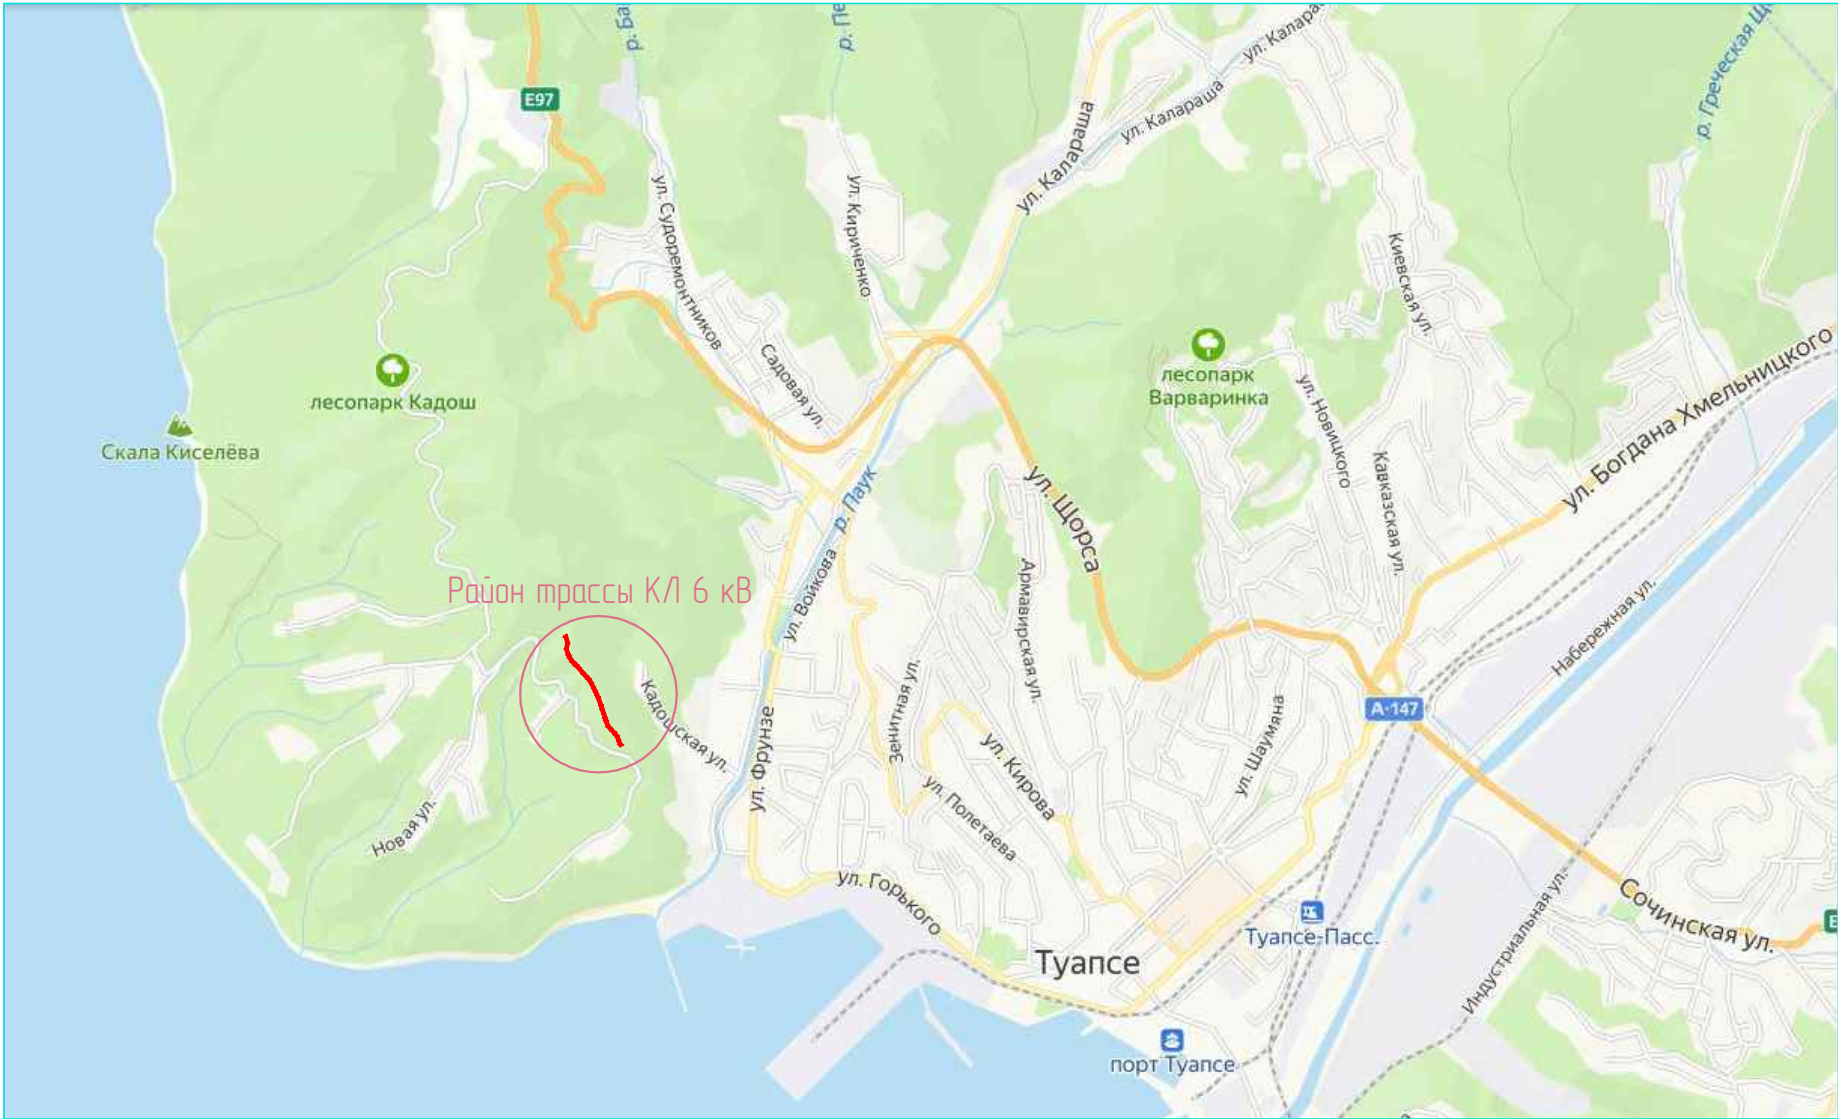 р. Ба
р. Пе
ул. Калара
р. Греческая Щ
E97
ул. Калараша
ул. Калараша
ул. Судоремонтников
ул. Кириченко
Киевская ул.
Садовая ул.
лесопарк
Варваринка
лесопарк Кадош
Скала Киселёва
ул. Новицкого
ул. Богдана Хмельницкого
Кавказская ул.
р. Паук
ул. Щорса
Армавирская ул.
ул. Войкова
Район трассы КЛ 6 кВ
Набережная ул.
Кадошская ул.
Зенитная ул.
ул. Фрунзе
ул. Кирова
ул. Шаумяна
А-147
ул. Полетаева
Новая ул.
ул. Горького
Сочинская ул.
E
Индустриальная ул.
Туапсе-Пасс.
Туапсе
порт Туапсе